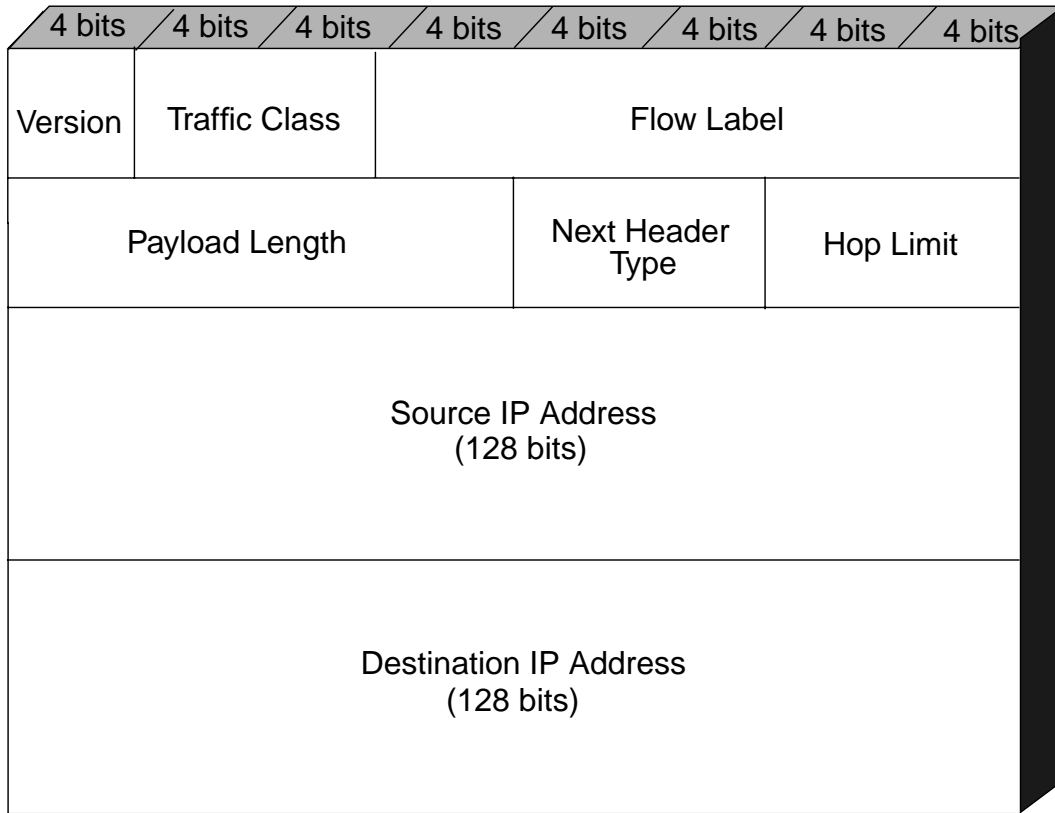 4 bits 4 bits 4 bits 4 bits 4 bits 4 bits 4 bits 4 bits
Version Traffic Class Flow Label
Payload Length Next Header Hop Limit
Type
Source IP Address
(128 bits)
Destination IP Address
(128 bits)